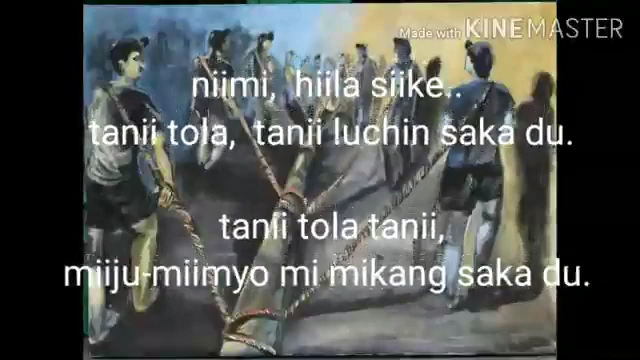 Made with KINEMASTER
niimi, hiila siike..
tanii tola, tanii luchin saka du.
tanii tola tanii,
miiju-miimyo mi mikang saka du.